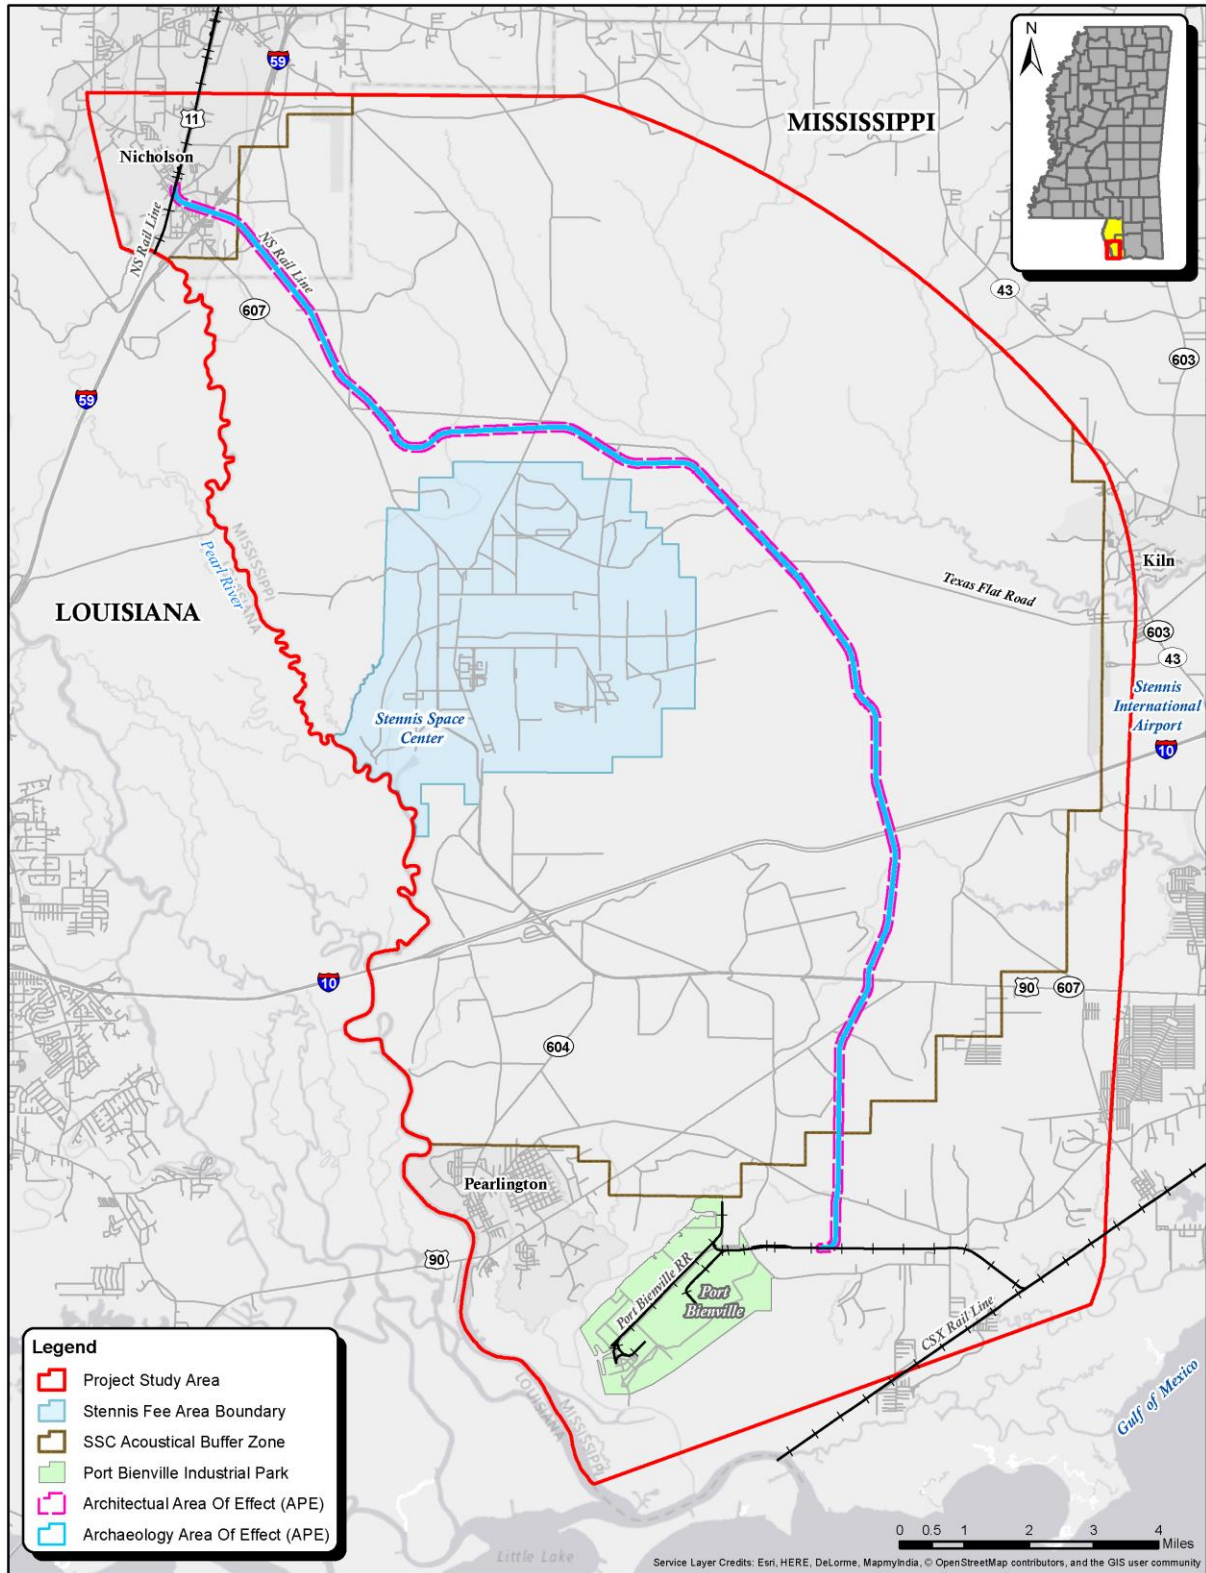 N
59
MISSISSIPPI
11
Nicholson
NS Rail Line
NS Rail Line
43
607
603
59
Kiln
MISSISSIPPI
LOUISIANA
Pearl River
Texas Flat Road
LOUISIANA
603
43
Stennis
International
Airport
Stennis Space
Center
10
10
90
607
604
Pearlington
90
Port Bienville RR
Port
Bienville
CSX Rail Line
Gulf of Mexico
MISSISSIPPI
LOUISIANA
Legend
Project Study Area
Stennis Fee Area Boundary
SSC Acoustical Buffer Zone
Port Bienville Industrial Park
Architectual Area Of Effect (APE)
Archaeology Area Of Effect (APE)
Little Lake
0 0.5 1 2 3 4
Miles
Service Layer Credits: Esri, HERE, DeLorme, MapmyIndia, © OpenStreetMap contributors, and the GIS user community